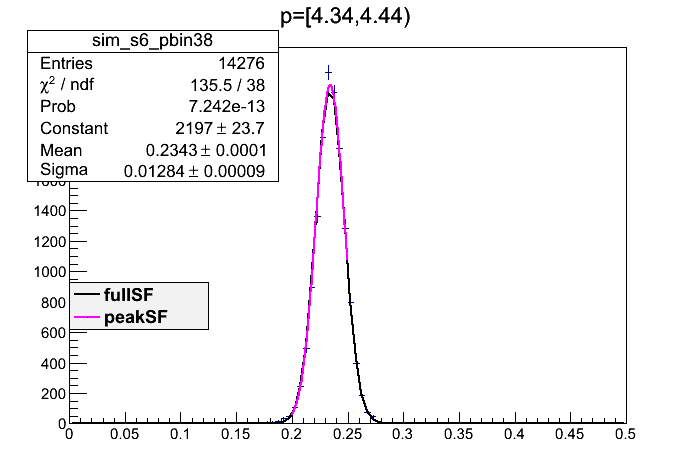 p=[4.34,4.44)
sim_s6_pbin38
Entries 14276
χ² / ndf 135.5 / 38
Prob 7.242e-13
Constant 2197 ± 23.7
Mean 0.2343 ± 0.0001
Sigma 0.01284 ± 0.00009
1400
1200
1000
800
fullSF
peakSF
600
400
200
0
0 0.05 0.1 0.15 0.2 0.25 0.3 0.35 0.4 0.45 0.5